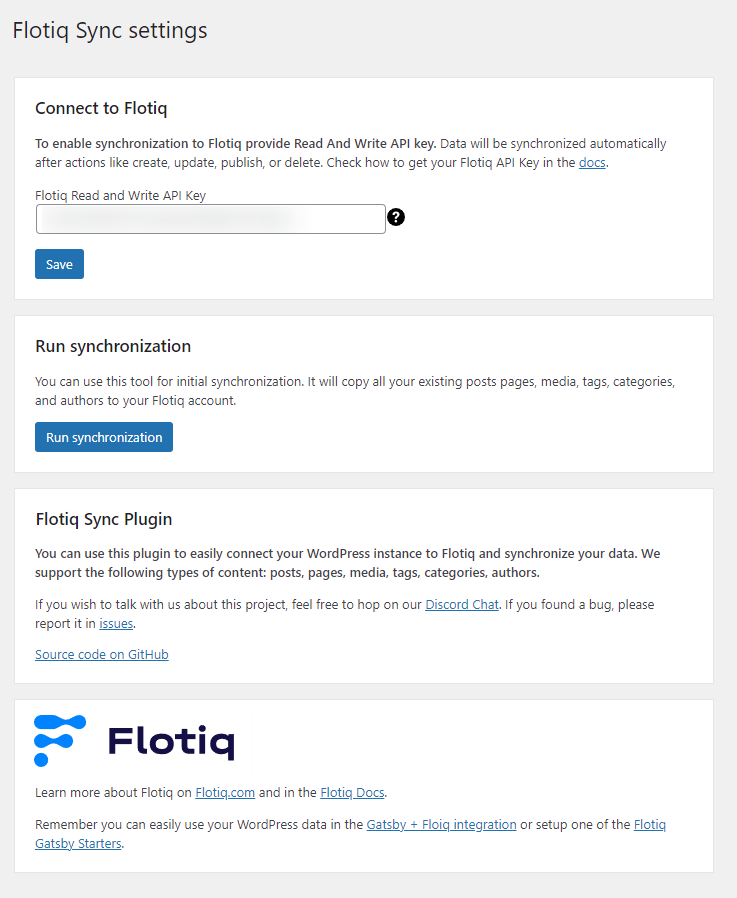 Flotiq Sync settings
Connect to Flotiq
To enable synchronization to Flotiq provide Read And Write API key. Data will be synchronized automatically
after actions like create, update, publish, or delete. Check how to get your Flotiq API Key in the docs.
Flotiq Read and Write API Key
?
Save
Run synchronization
You can use this tool for initial synchronization. It will copy all your existing posts pages, media, tags, categories,
and authors to your Flotiq account.
Run synchronization
Flotiq Sync Plugin
You can use this plugin to easily connect your WordPress instance to Flotiq and synchronize your data. We
support the following types of content: posts, pages, media, tags, categories, authors.
If you wish to talk with us about this project, feel free to hop on our Discord Chat. If you found a bug, please
report it in issues.
Source code on GitHub
Flotiq
Learn more about Flotiq on Flotiq.com and in the Flotiq Docs.
Remember you can easily use your WordPress data in the Gatsby + Floiq integration or setup one of the Flotiq
Gatsby Starters.